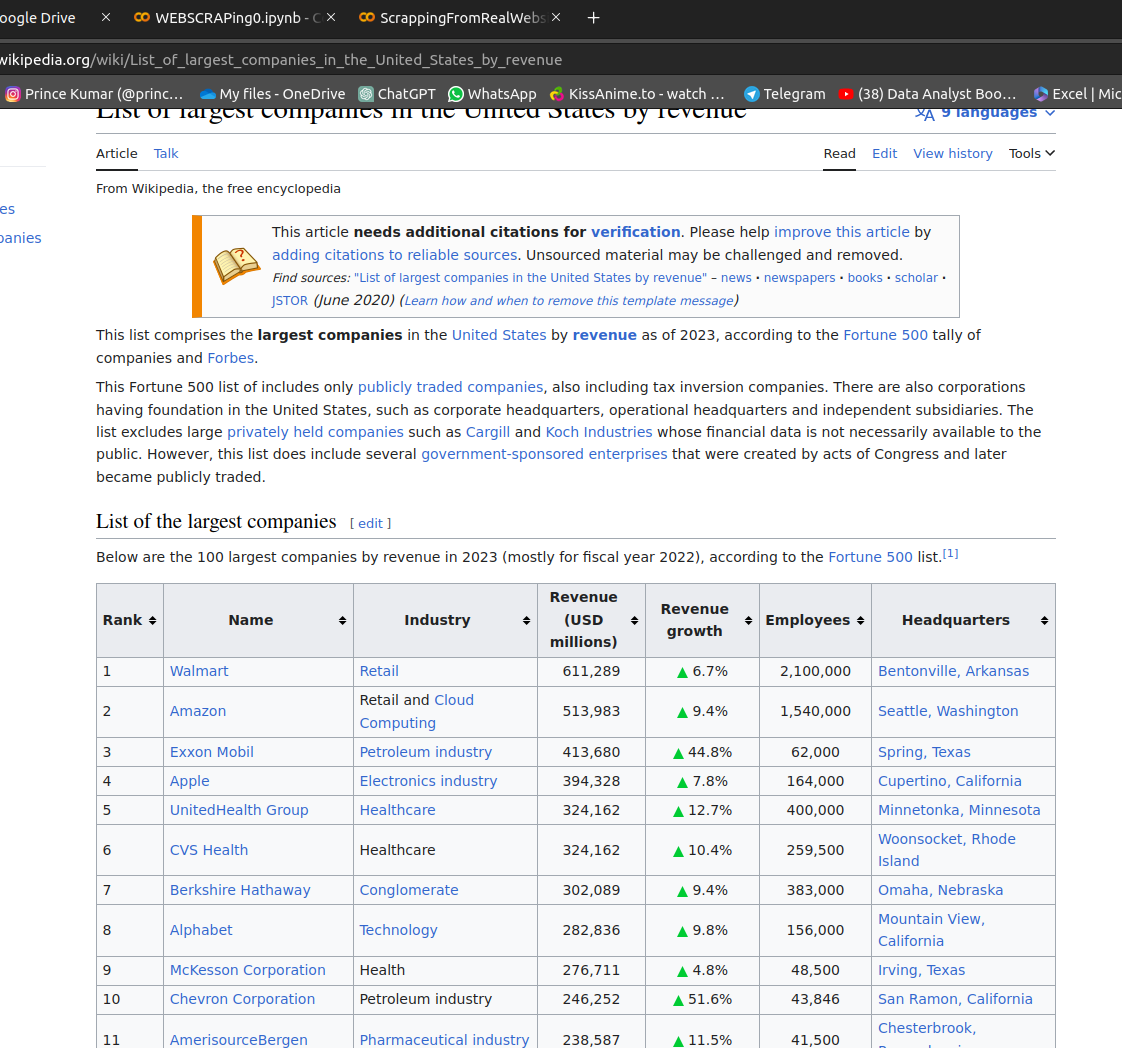 oogle Drive
WEBSCRAPing0.ipynb - C
ScrappingFromRealWebs
wikipedia.org/wiki/List_of_largest_companies_in_the_United_States_by_revenue
Prince Kumar (@princ...
My files - OneDrive
ChatGPT
WhatsApp
KissAnime.to - watch ...
Telegram
(38) Data Analyst Boo...
Excel | Mic
List of largest companies in the United States by revenue
9 languages
Article Talk Read Edit View history Tools
From Wikipedia, the free encyclopedia
es
panies
This article needs additional citations for verification. Please help improve this article by
adding citations to reliable sources. Unsourced material may be challenged and removed.
Find sources: "List of largest companies in the United States by revenue" – news · newspapers · books · scholar ·
JSTOR (June 2020) (Learn how and when to remove this template message)
This list comprises the largest companies in the United States by revenue as of 2023, according to the Fortune 500 tally of
companies and Forbes.
This Fortune 500 list of includes only publicly traded companies, also including tax inversion companies. There are also corporations
having foundation in the United States, such as corporate headquarters, operational headquarters and independent subsidiaries. The
list excludes large privately held companies such as Cargill and Koch Industries whose financial data is not necessarily available to the
public. However, this list does include several government-sponsored enterprises that were created by acts of Congress and later
became publicly traded.
List of the largest companies [ edit ]
Below are the 100 largest companies by revenue in 2023 (mostly for fiscal year 2022), according to the Fortune 500 list.[1]
Rank Name Industry Revenue (USD millions) Revenue growth Employees Headquarters
1 Walmart Retail 611,289 ▲ 6.7% 2,100,000 Bentonville, Arkansas
2 Amazon Retail and Cloud Computing 513,983 ▲ 9.4% 1,540,000 Seattle, Washington
3 Exxon Mobil Petroleum industry 413,680 ▲ 44.8% 62,000 Spring, Texas
4 Apple Electronics industry 394,328 ▲ 7.8% 164,000 Cupertino, California
5 UnitedHealth Group Healthcare 324,162 ▲ 12.7% 400,000 Minnetonka, Minnesota
6 CVS Health Healthcare 324,162 ▲ 10.4% 259,500 Woonsocket, Rhode Island
7 Berkshire Hathaway Conglomerate 302,089 ▲ 9.4% 383,000 Omaha, Nebraska
8 Alphabet Technology 282,836 ▲ 9.8% 156,000 Mountain View, California
9 McKesson Corporation Health 276,711 ▲ 4.8% 48,500 Irving, Texas
10 Chevron Corporation Petroleum industry 246,252 ▲ 51.6% 43,846 San Ramon, California
11 AmerisourceBergen Pharmaceutical industry 238,587 ▲ 11.5% 41,500 Chesterbrook,